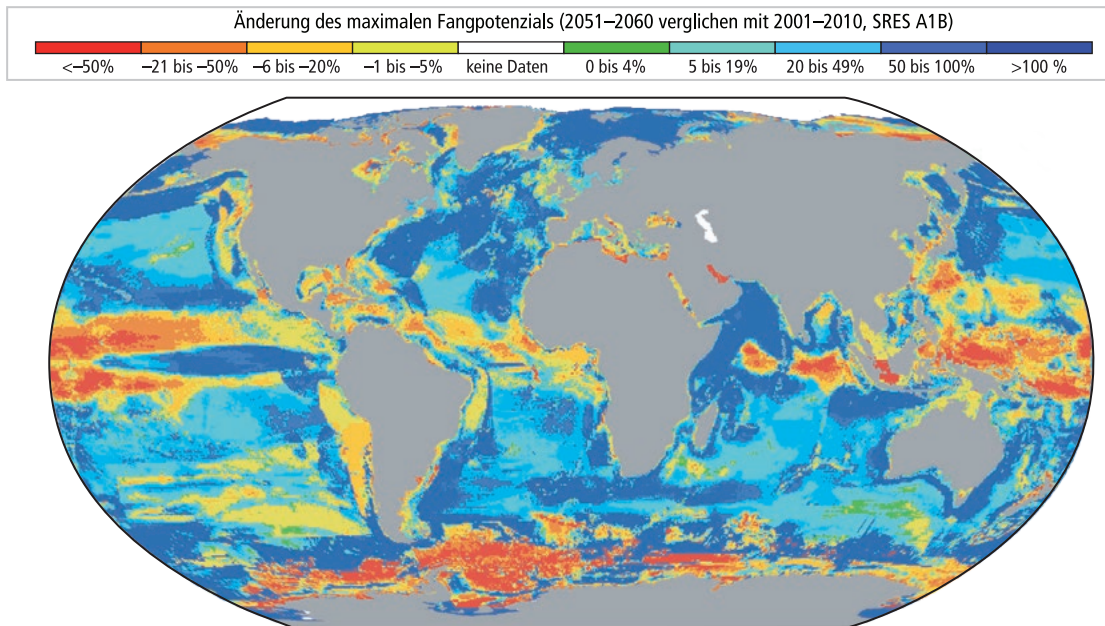 Änderung des maximalen Fangpotenzials (2051–2060 verglichen mit 2001–2010, SRES A1B)
<–50% –21 bis –50% –6 bis –20% –1 bis –5% keine Daten 0 bis 4% 5 bis 19% 20 bis 49% 50 bis 100% >100 %